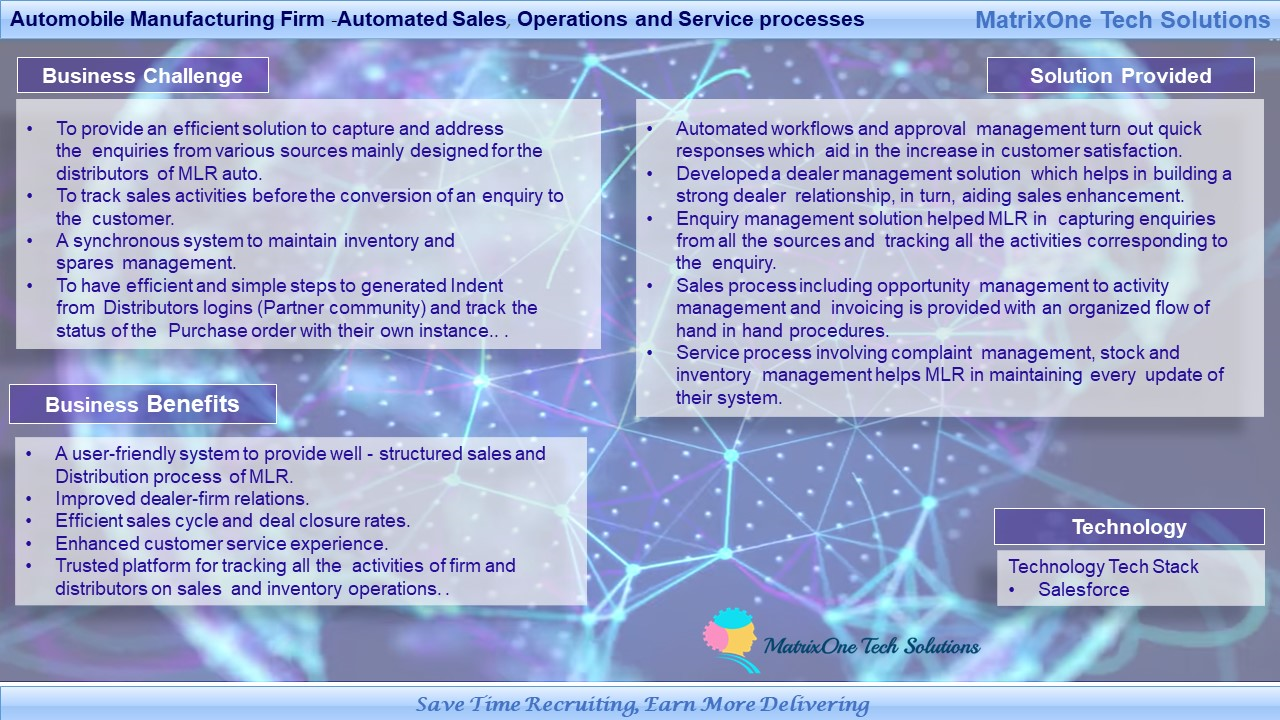 Automobile Manufacturing Firm -Automated Sales, Operations and Service processes
MatrixOne Tech Solutions
Business Challenge
• To provide an efficient solution to capture and address
the enquiries from various sources mainly designed for the
distributors of MLR auto.
• To track sales activities before the conversion of an enquiry to
the customer.
• A synchronous system to maintain inventory and
spares management.
• To have efficient and simple steps to generated Indent
from Distributors logins (Partner community) and track the
status of the Purchase order with their own instance.. .
Solution Provided
• Automated workflows and approval management turn out quick
responses which aid in the increase in customer satisfaction.
• Developed a dealer management solution which helps in building a
strong dealer relationship, in turn, aiding sales enhancement.
• Enquiry management solution helped MLR in capturing enquiries
from all the sources and tracking all the activities corresponding to
the enquiry.
• Sales process including opportunity management to activity
management and invoicing is provided with an organized flow of
hand in hand procedures.
• Service process involving complaint management, stock and
inventory management helps MLR in maintaining every update of
their system.
Business Benefits
• A user-friendly system to provide well - structured sales and
Distribution process of MLR.
• Improved dealer-firm relations.
• Efficient sales cycle and deal closure rates.
• Enhanced customer service experience.
• Trusted platform for tracking all the activities of firm and
distributors on sales and inventory operations. .
Technology
Technology Tech Stack
• Salesforce
MatrixOne Tech Solutions
Save Time Recruiting, Earn More Delivering